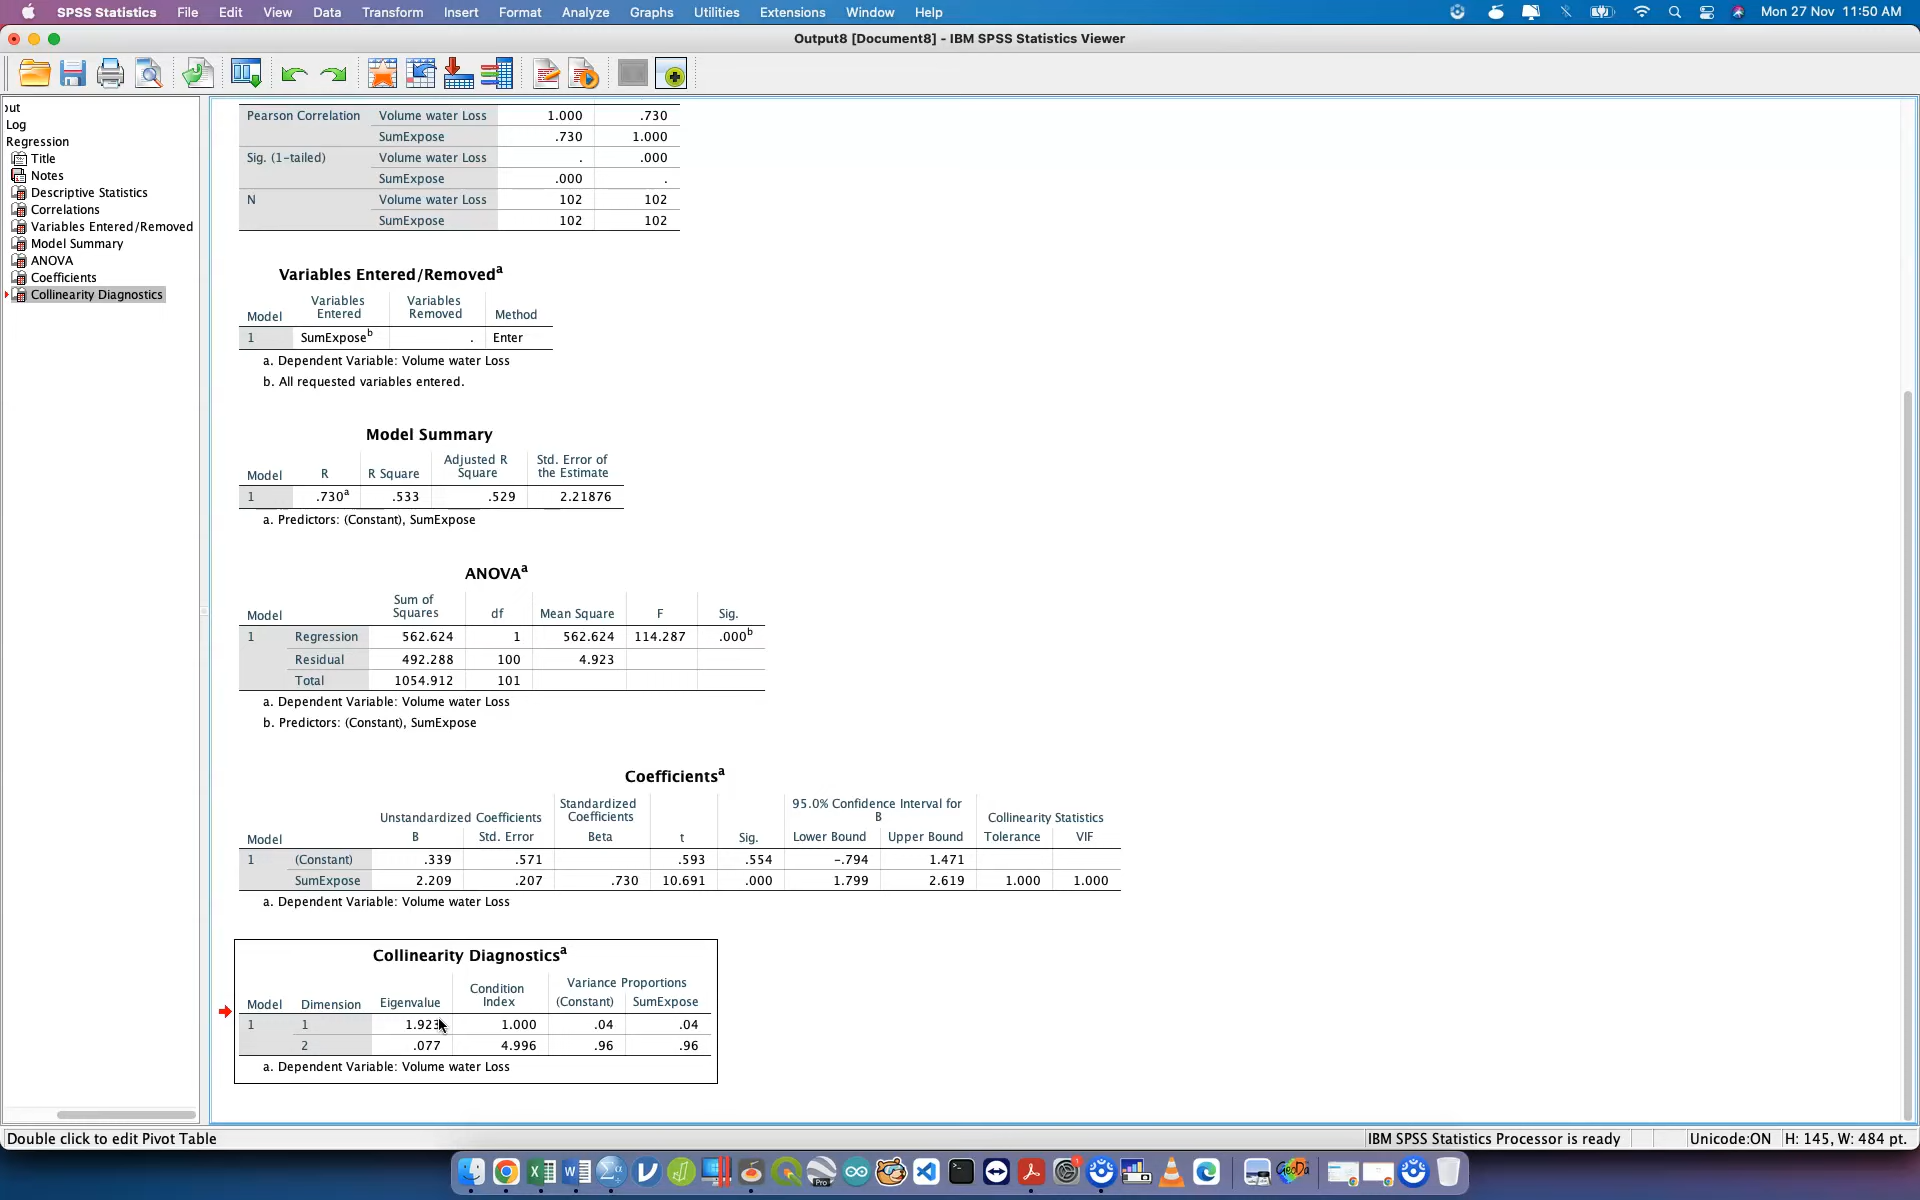 SPSS Statistics File Edit View Data Transform Insert Format Analyze Graphs Utilities Extensions Window Help Mon 27 Nov 11:50 AM
Output8 [Document8] - IBM SPSS Statistics Viewer
put
Log
Regression
Title
Notes
Descriptive Statistics
Correlations
Variables Entered/Removed
Model Summary
ANOVA
Coefficients
Collinearity Diagnostics
Pearson Correlation Volume water Loss 1.000 .730
SumExpose .730 1.000
Sig. (1-tailed) Volume water Loss . .000
SumExpose .000 .
N Volume water Loss 102 102
SumExpose 102 102
Variables Entered/Removed a
Variables Variables
Model Entered Removed Method
1 SumExpose b . Enter
a. Dependent Variable: Volume water Loss
b. All requested variables entered.
Model Summary
Adjusted R Std. Error of
Model R R Square Square the Estimate
1 .730 a .533 .529 2.21876
a. Predictors: (Constant), SumExpose
ANOVA a
Sum of
Model Squares df Mean Square F Sig.
1 Regression 562.624 1 562.624 114.287 .000 b
Residual 492.288 100 4.923
Total 1054.912 101
a. Dependent Variable: Volume water Loss
b. Predictors: (Constant), SumExpose
Coefficients a
Unstandardized Coefficients Standardized Coefficients 95.0% Confidence Interval for B Collinearity Statistics
Model B Std. Error Beta t Sig. Lower Bound Upper Bound Tolerance VIF
1 (Constant) .339 .571 .593 .554 -.794 1.471
SumExpose 2.209 .207 .730 10.691 .000 1.799 2.619 1.000 1.000
a. Dependent Variable: Volume water Loss
Collinearity Diagnostics a
Condition Variance Proportions
Model Dimension Eigenvalue Index (Constant) SumExpose
1 1 1.923 1.000 .04 .04
2 .077 4.996 .96 .96
a. Dependent Variable: Volume water Loss
Double click to edit Pivot Table IBM SPSS Statistics Processor is ready Unicode:ON H: 145, W: 484 pt.
Pro
GeoDa